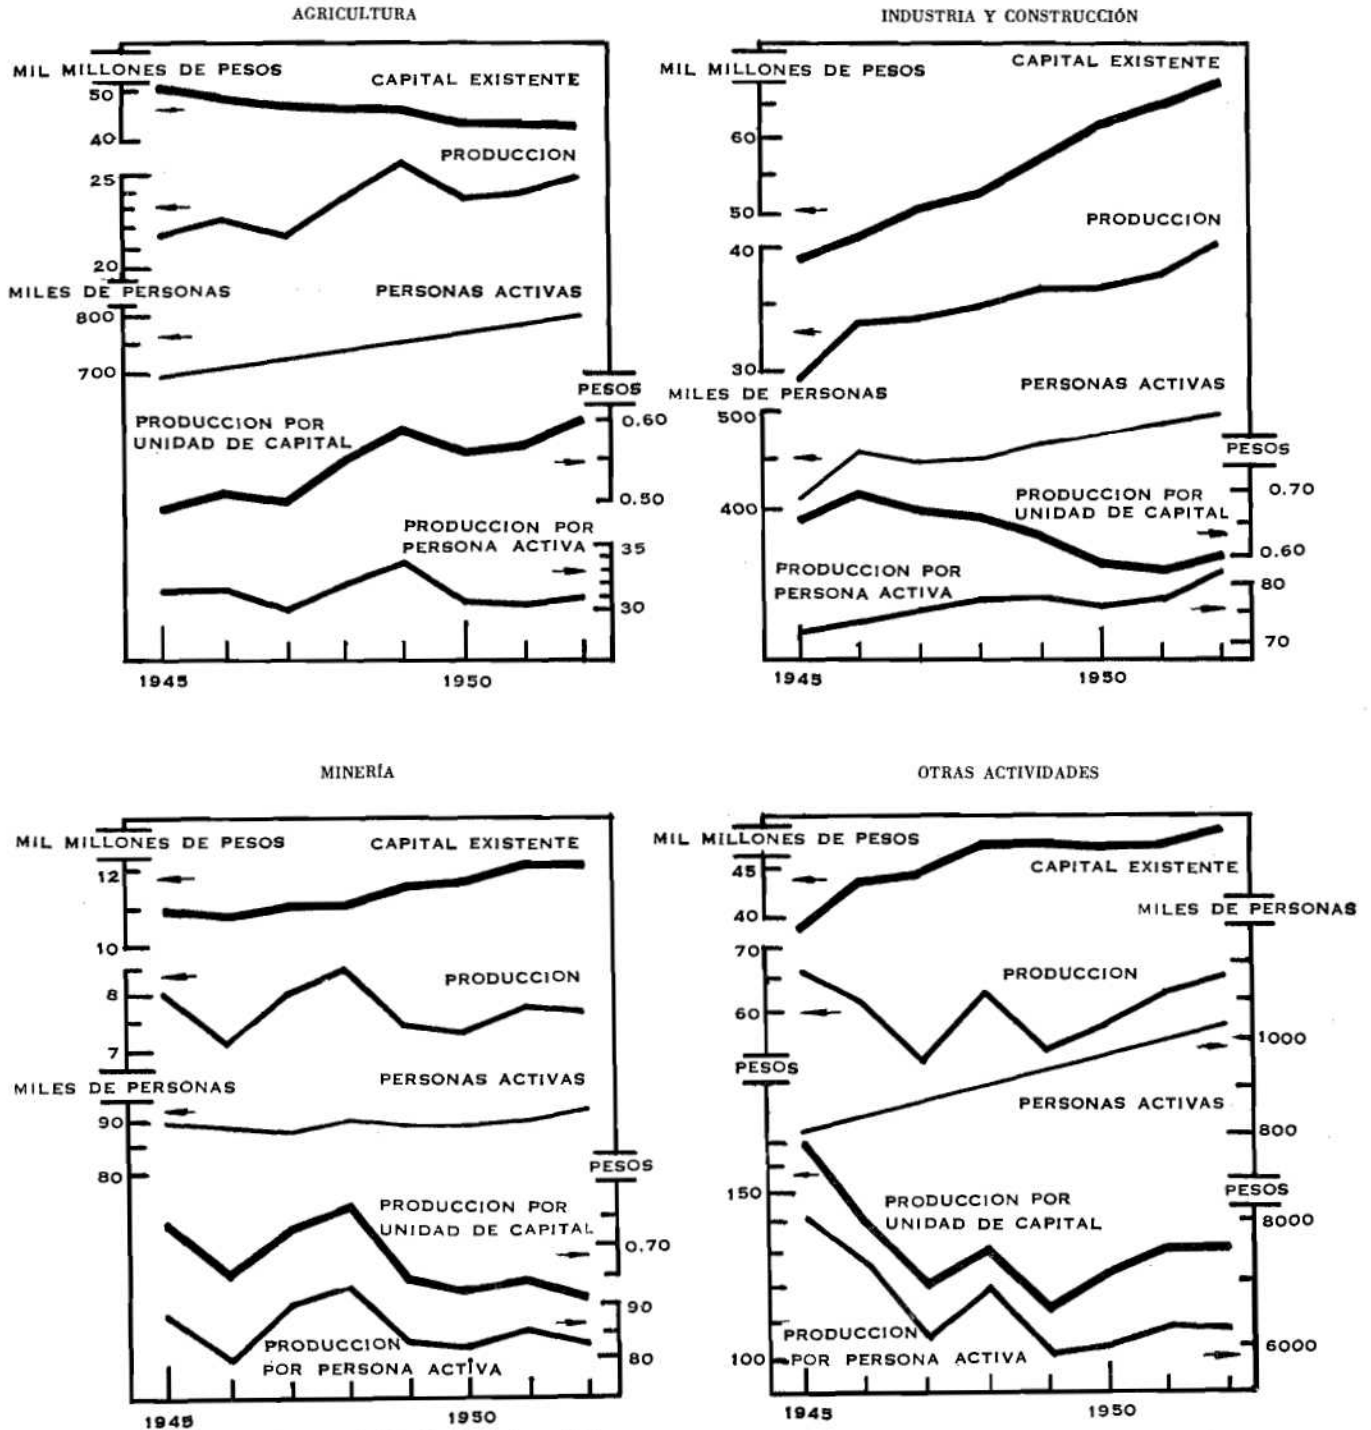 AGRICULTURA
MIL MILLONES DE PESOS
CAPITAL EXISTENTE
50
40
PRODUCCION
25
20
MILES DE PERSONAS
PERSONAS ACTIVAS
800
700
PESOS
PRODUCCION POR
UNIDAD DE CAPITAL
0.60
0.50
PRODUCCION POR
PERSONA ACTIVA
35
30
1945
1950
INDUSTRIA Y CONSTRUCCIÓN
MIL MILLONES DE PESOS
CAPITAL EXISTENTE
60
50
PRODUCCION
40
30
MILES DE PERSONAS
PERSONAS ACTIVAS
500
400
PESOS
PRODUCCION POR
UNIDAD DE CAPITAL
0.70
0.60
PRODUCCION POR
PERSONA ACTIVA
80
70
1945
1950
MINERÍA
MIL MILLONES DE PESOS
CAPITAL EXISTENTE
12
10
PRODUCCION
8
7
MILES DE PERSONAS
PERSONAS ACTIVAS
90
80
PESOS
PRODUCCION POR
UNIDAD DE CAPITAL
0.70
90
80
PRODUCCION
POR PERSONA ACTIVA
1945
1950
OTRAS ACTIVIDADES
MIL MILLONES DE PESOS
CAPITAL EXISTENTE
45
40
MILES DE PERSONAS
70
60
PRODUCCION
1000
800
PESOS
PERSONAS ACTIVAS
150
100
PRODUCCION POR
UNIDAD DE CAPITAL
PESOS
8000
6000
PRODUCCION
POR PERSONA ACTIVA
1945
1950